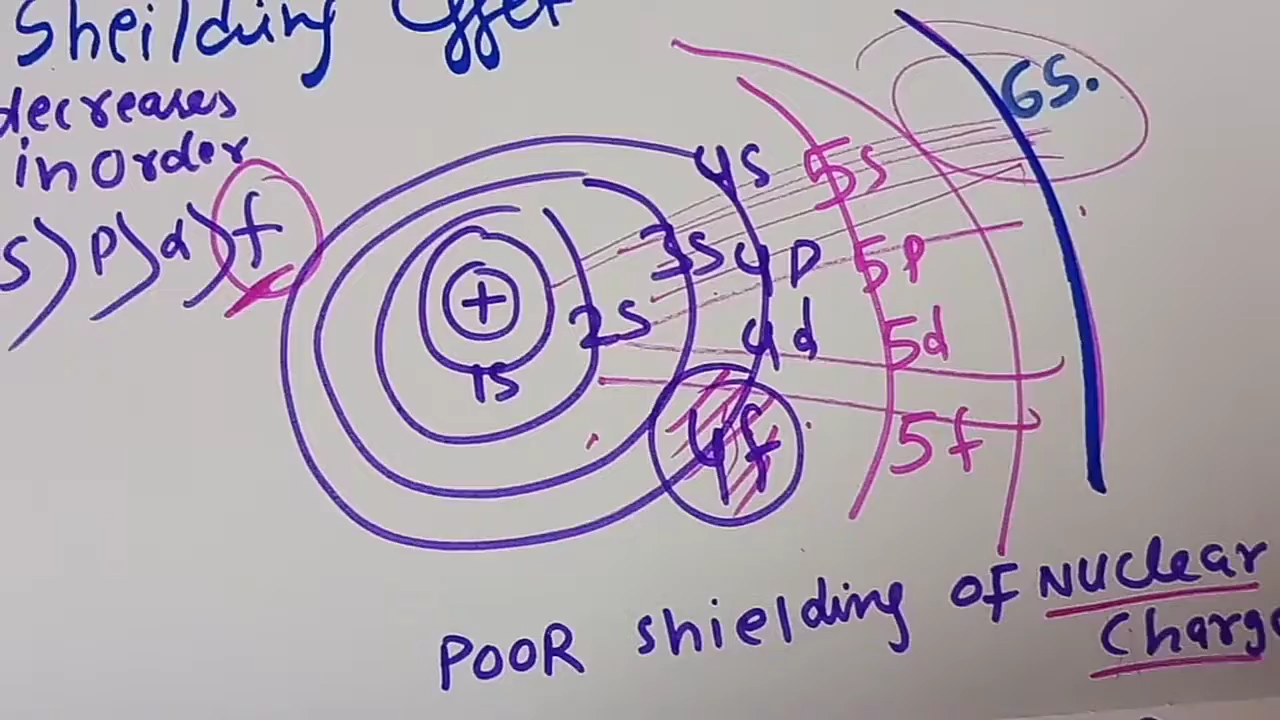 Sheilding Effet
decreases
in order
s > p > d > f
6s.
4s 5s
3s 4p 5p
2s 4d 5d
+
1s
4f 5f
POOR shielding of Nuclear
Charge